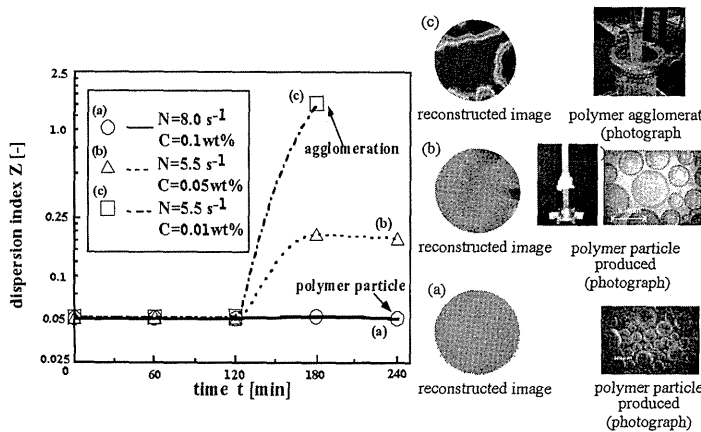 2.5
1.0
0.25
0.1
0.05
0.025
dispersion index Z [-]
(a)
N=8.0 s-1
C=0.1wt%
(b)
N=5.5 s-1
C=0.05wt%
(c)
N=5.5 s-1
C=0.01wt%
(c)
agglomeration
(b)
polymer particle
(a)
0
60
120
180
240
time t [min]
(c)
reconstructed image
polymer agglomerat
(photograph
(b)
reconstructed image
polymer particle
produced
(photograph)
(a)
reconstructed image
polymer particle
produced
(photograph)